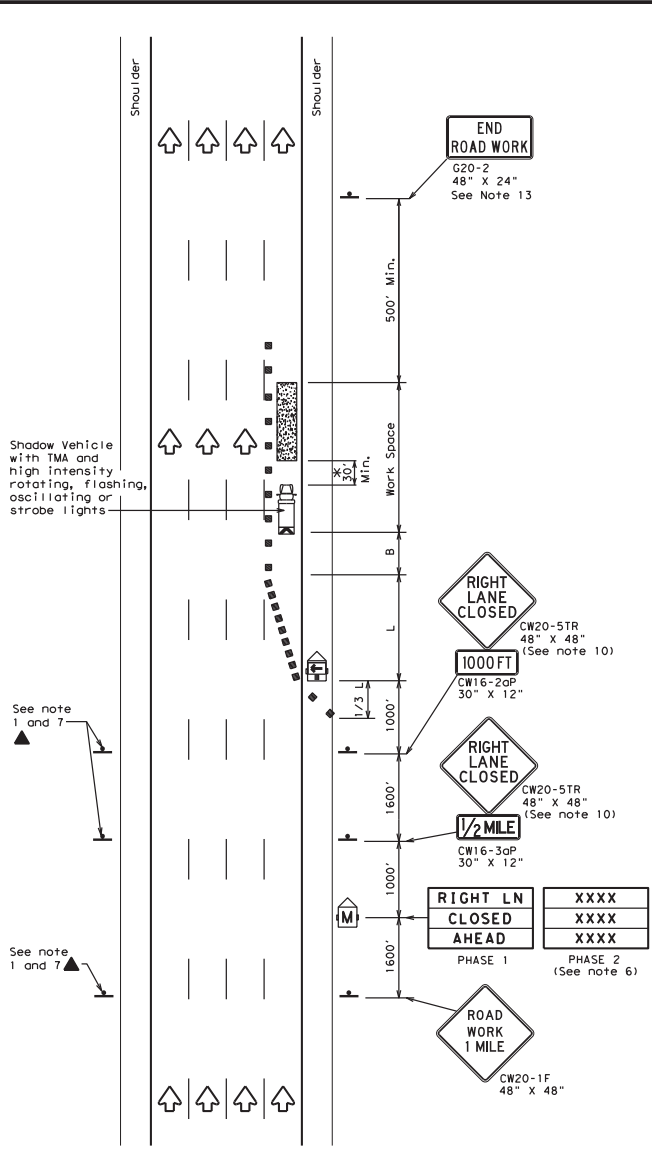 Shoulder
Shoulder
END
ROAD WORK
G20-2
48" X 24"
See Note 13
500' Min.
Shadow Vehicle
with TMA and
high intensity
rotating, flashing,
oscillating or
strobe lights
*
30'
Min.
Work Space
B
L
1/3 L
RIGHT
LANE
CLOSED
CW20-5TR
48" X 48"
(See note 10)
1000 FT
CW16-2aP
30" X 12"
1000'
See note
1 and 7
RIGHT
LANE
CLOSED
CW20-5TR
48" X 48"
(See note 10)
1/2 MILE
CW16-3aP
30" X 12"
1600'
1000'
M
RIGHT LN
CLOSED
AHEAD
PHASE 1
XXXX
XXXX
XXXX
PHASE 2
(See note 6)
See note
1 and 7
1600'
ROAD
WORK
1 MILE
CW20-1F
48" X 48"